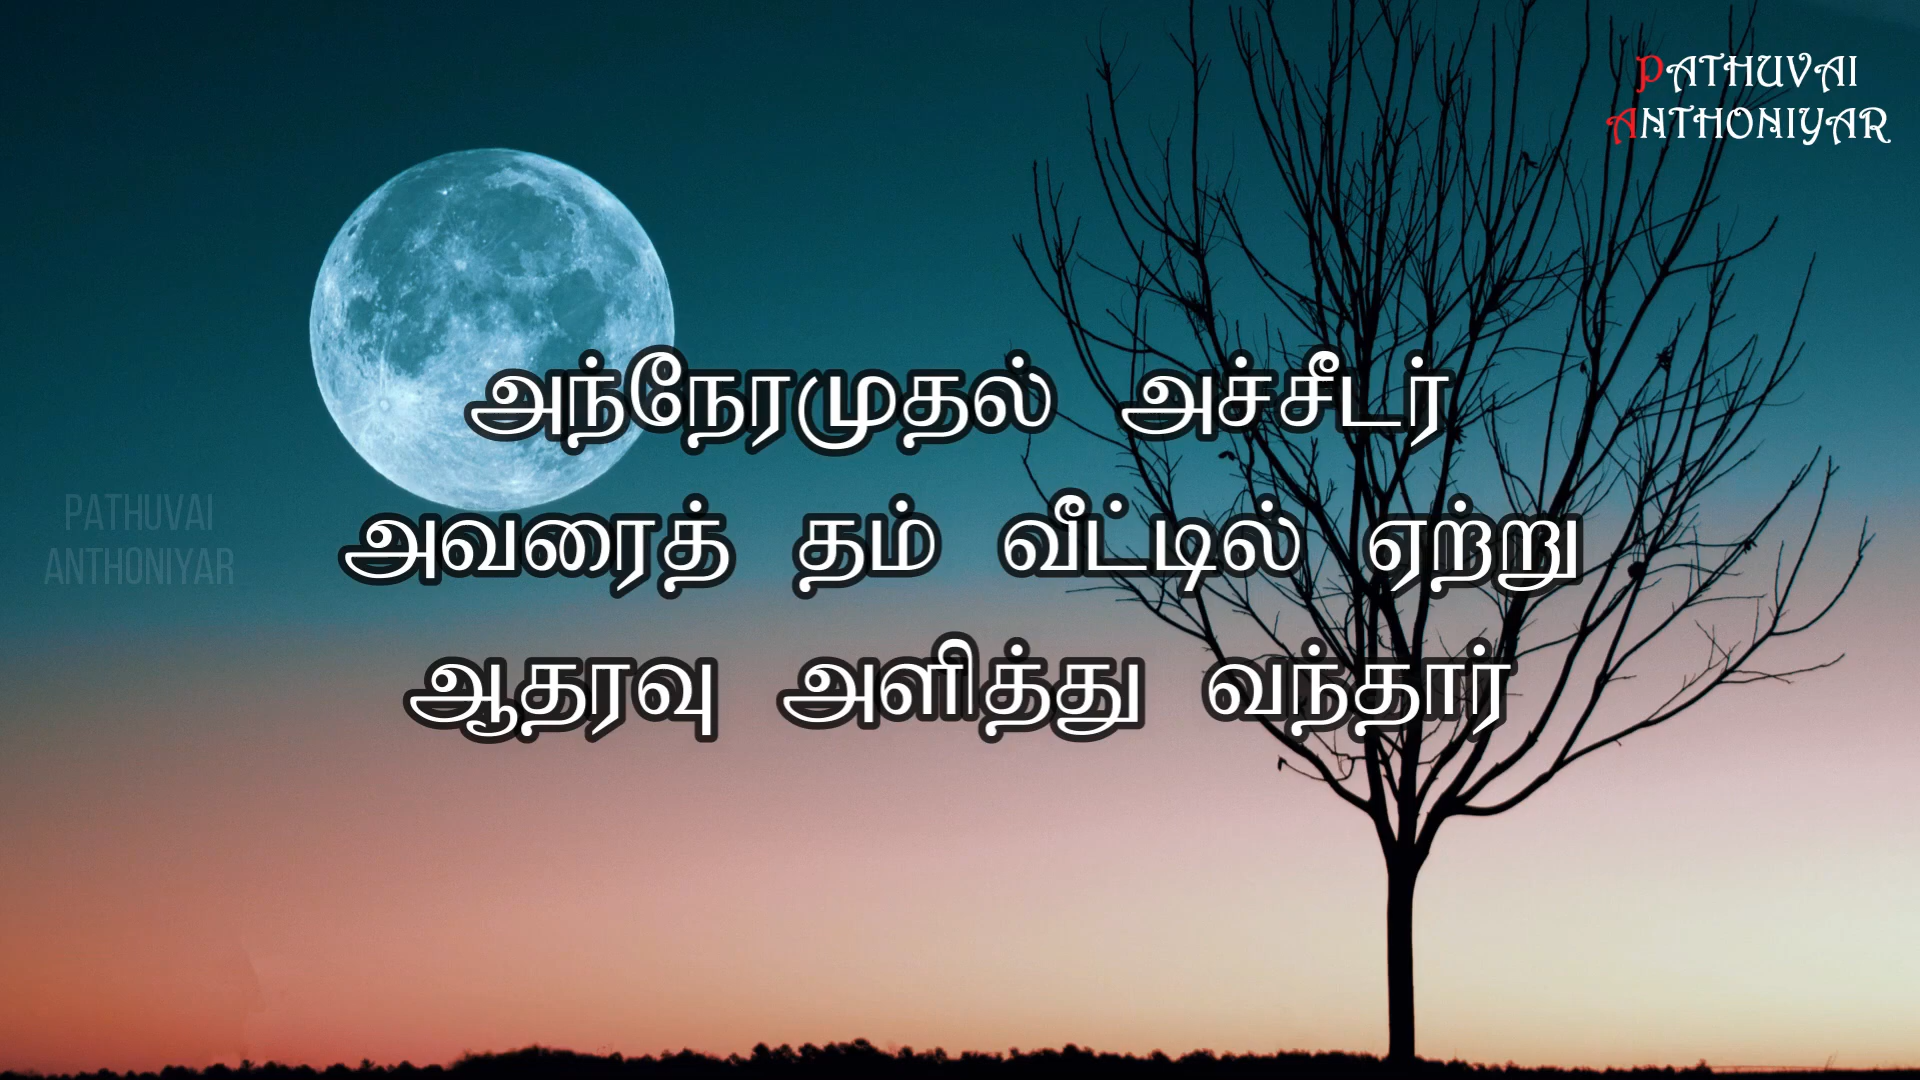 PATHUVAI
ANTHONIYAR
அந்நேரமுதல் அச்சீடர்
அவரைத் தம் வீட்டில் ஏற்று
ஆதரவு அளித்து வந்தார்
PATHUVAI
ANTHONIYAR